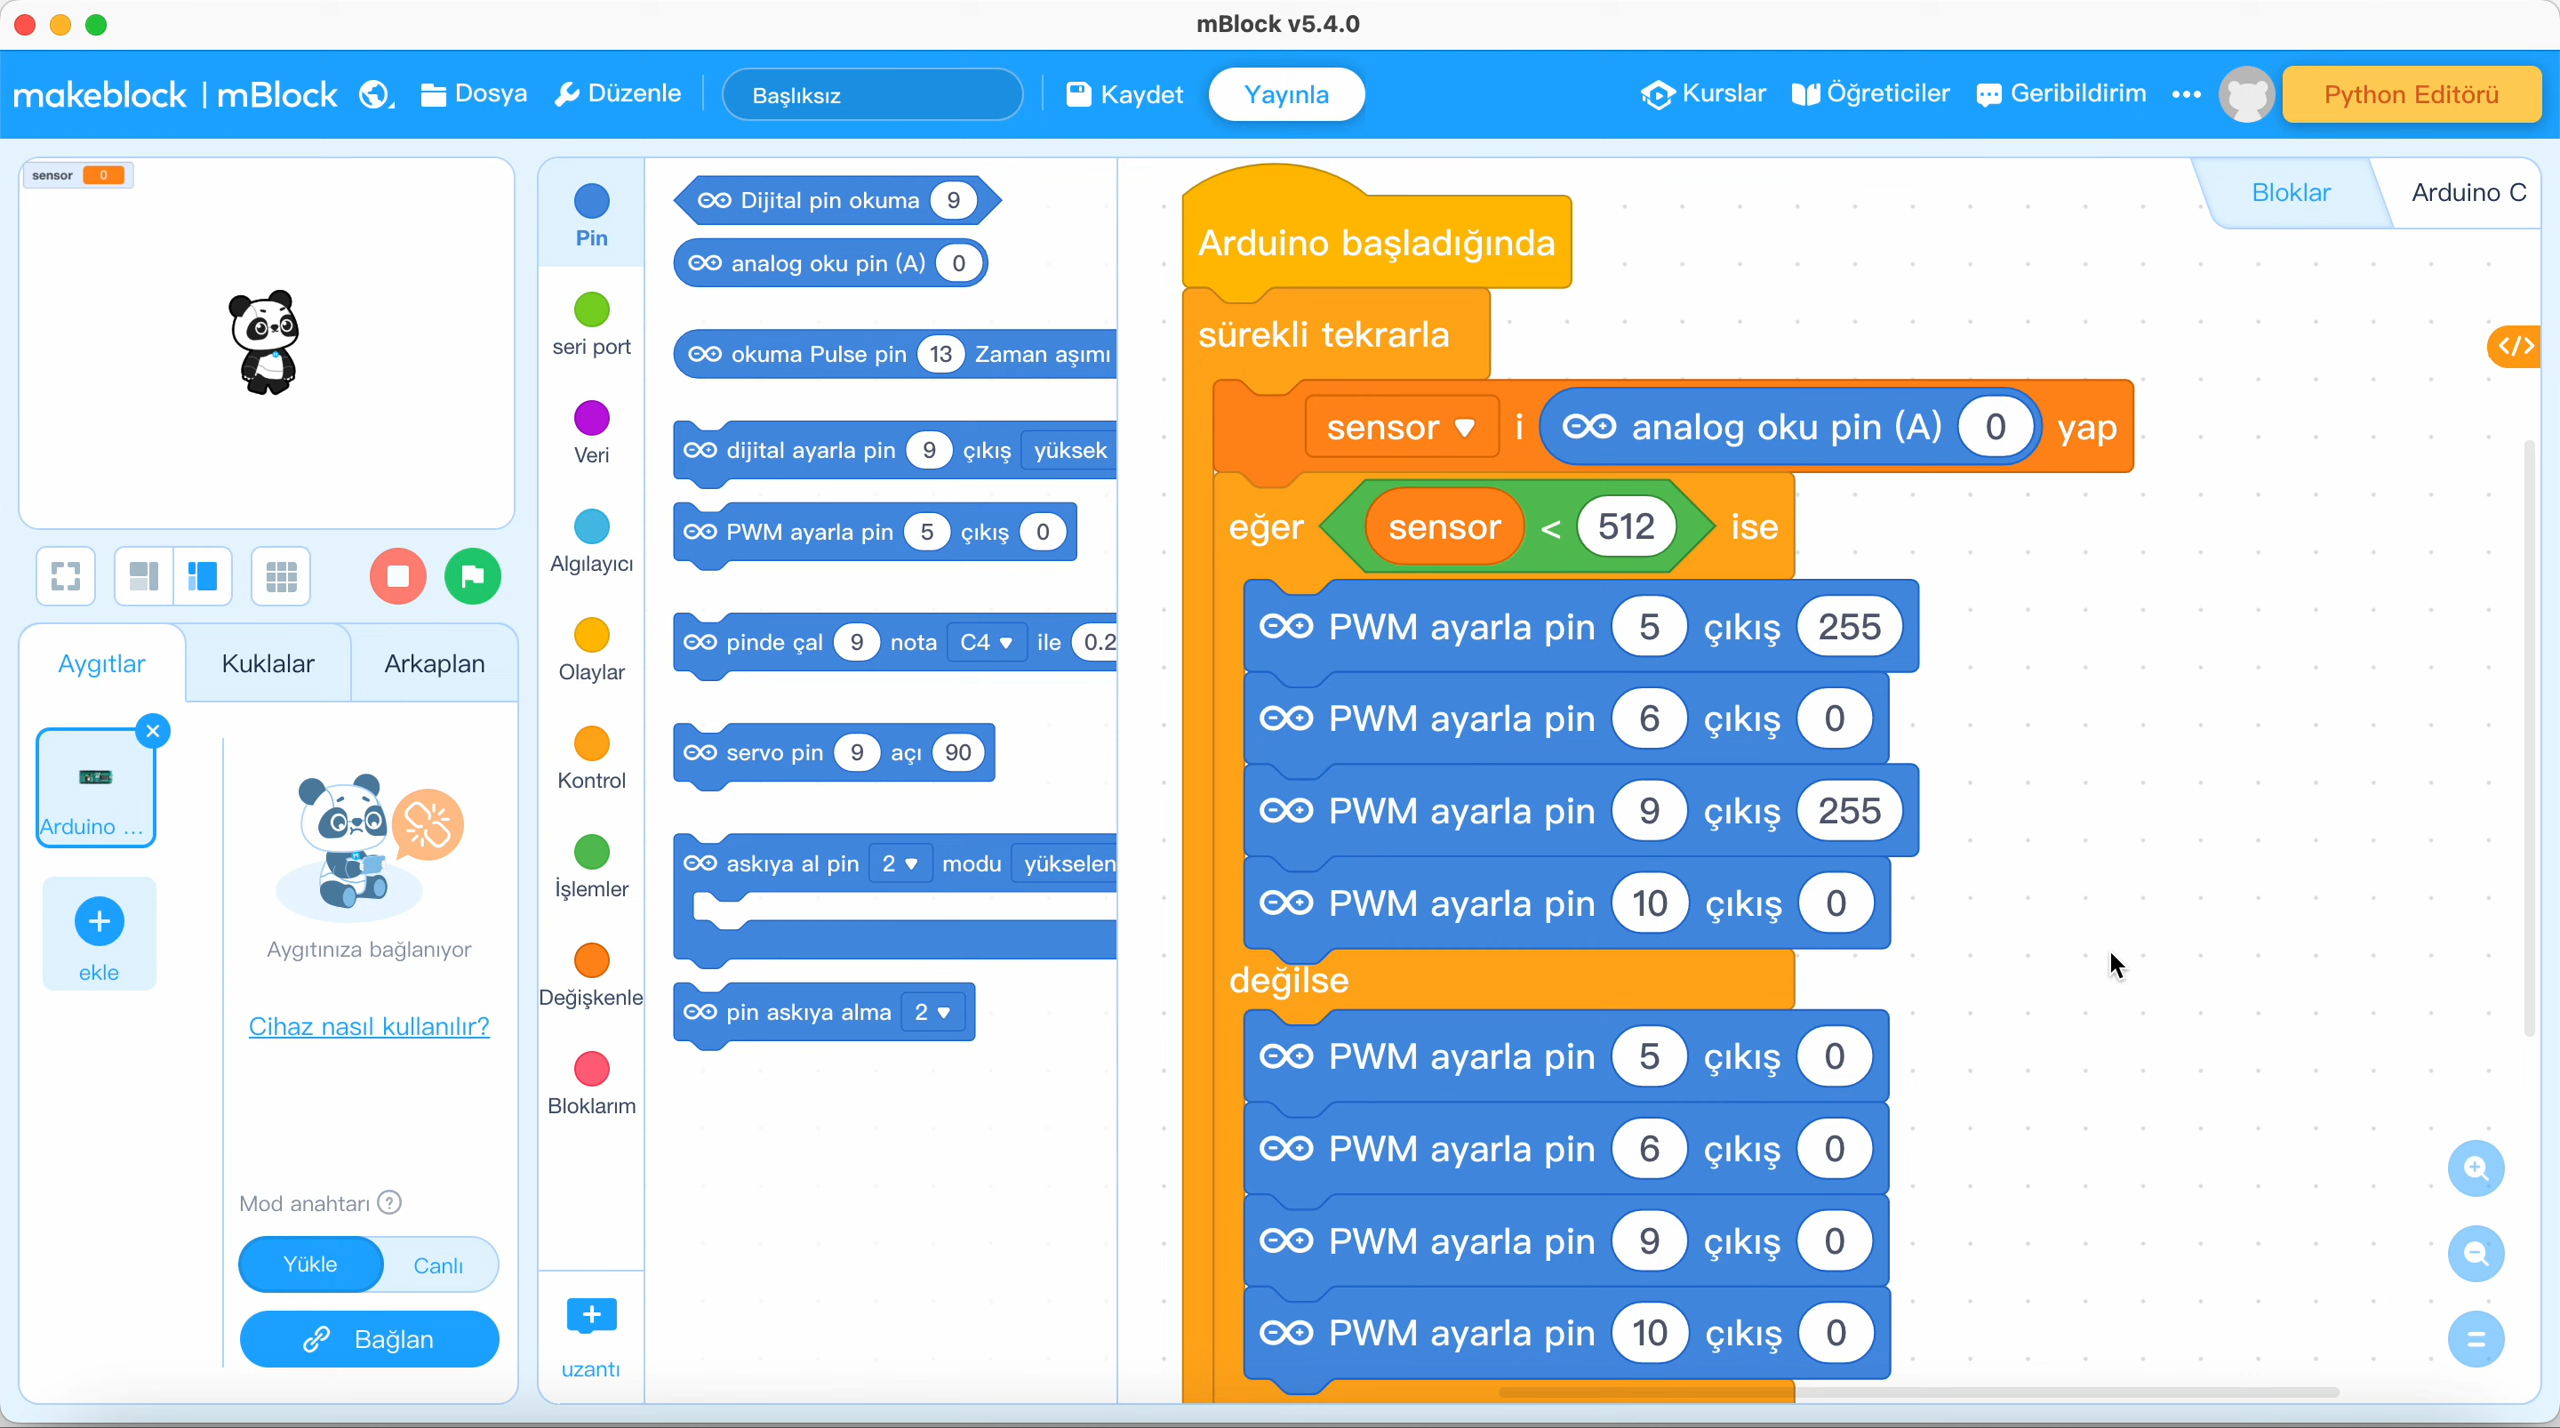 mBlock v5.4.0
makeblock | mBlock
Dosya
Düzenle
Başlıksız
Kaydet
Yayınla
Kurslar
Öğreticiler
Geribildirim
Python Editörü
sensor 0
Aygıtlar
Kuklalar
Arkaplan
Arduino ...
ekle
Aygıtınıza bağlanıyor
Cihaz nasıl kullanılır?
Mod anahtarı ?
Yükle
Canlı
Bağlan
Pin
seri port
Veri
Algılayıcı
Olaylar
Kontrol
İşlemler
Değişkenle
Bloklarım
uzantı
Dijital pin okuma 9
analog oku pin (A) 0
okuma Pulse pin 13 Zaman aşımı
dijital ayarla pin 9 çıkış yüksek
PWM ayarla pin 5 çıkış 0
pinde çal 9 nota C4 ile 0.2
servo pin 9 açı 90
askıya al pin 2 modu yükselen
pin askıya alma 2
Bloklar
Arduino C
</>
Arduino başladığında
sürekli tekrarla
sensor i analog oku pin (A) 0 yap
eğer sensor < 512 ise
PWM ayarla pin 5 çıkış 255
PWM ayarla pin 6 çıkış 0
PWM ayarla pin 9 çıkış 255
PWM ayarla pin 10 çıkış 0
değilse
PWM ayarla pin 5 çıkış 0
PWM ayarla pin 6 çıkış 0
PWM ayarla pin 9 çıkış 0
PWM ayarla pin 10 çıkış 0